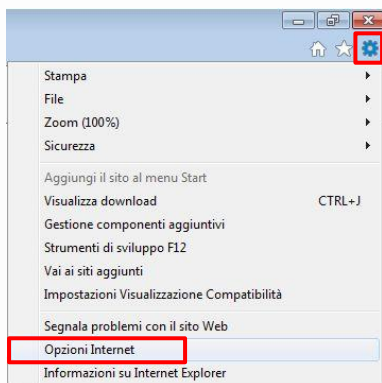 Stampa
File
Zoom (100%)
Sicurezza
Aggiungi il sito al menu Start
Visualizza download CTRL+J
Gestione componenti aggiuntivi
Strumenti di sviluppo F12
Vai ai siti aggiunti
Impostazioni Visualizzazione Compatibilità
Segnala problemi con il sito Web
Opzioni Internet
Informazioni su Internet Explorer